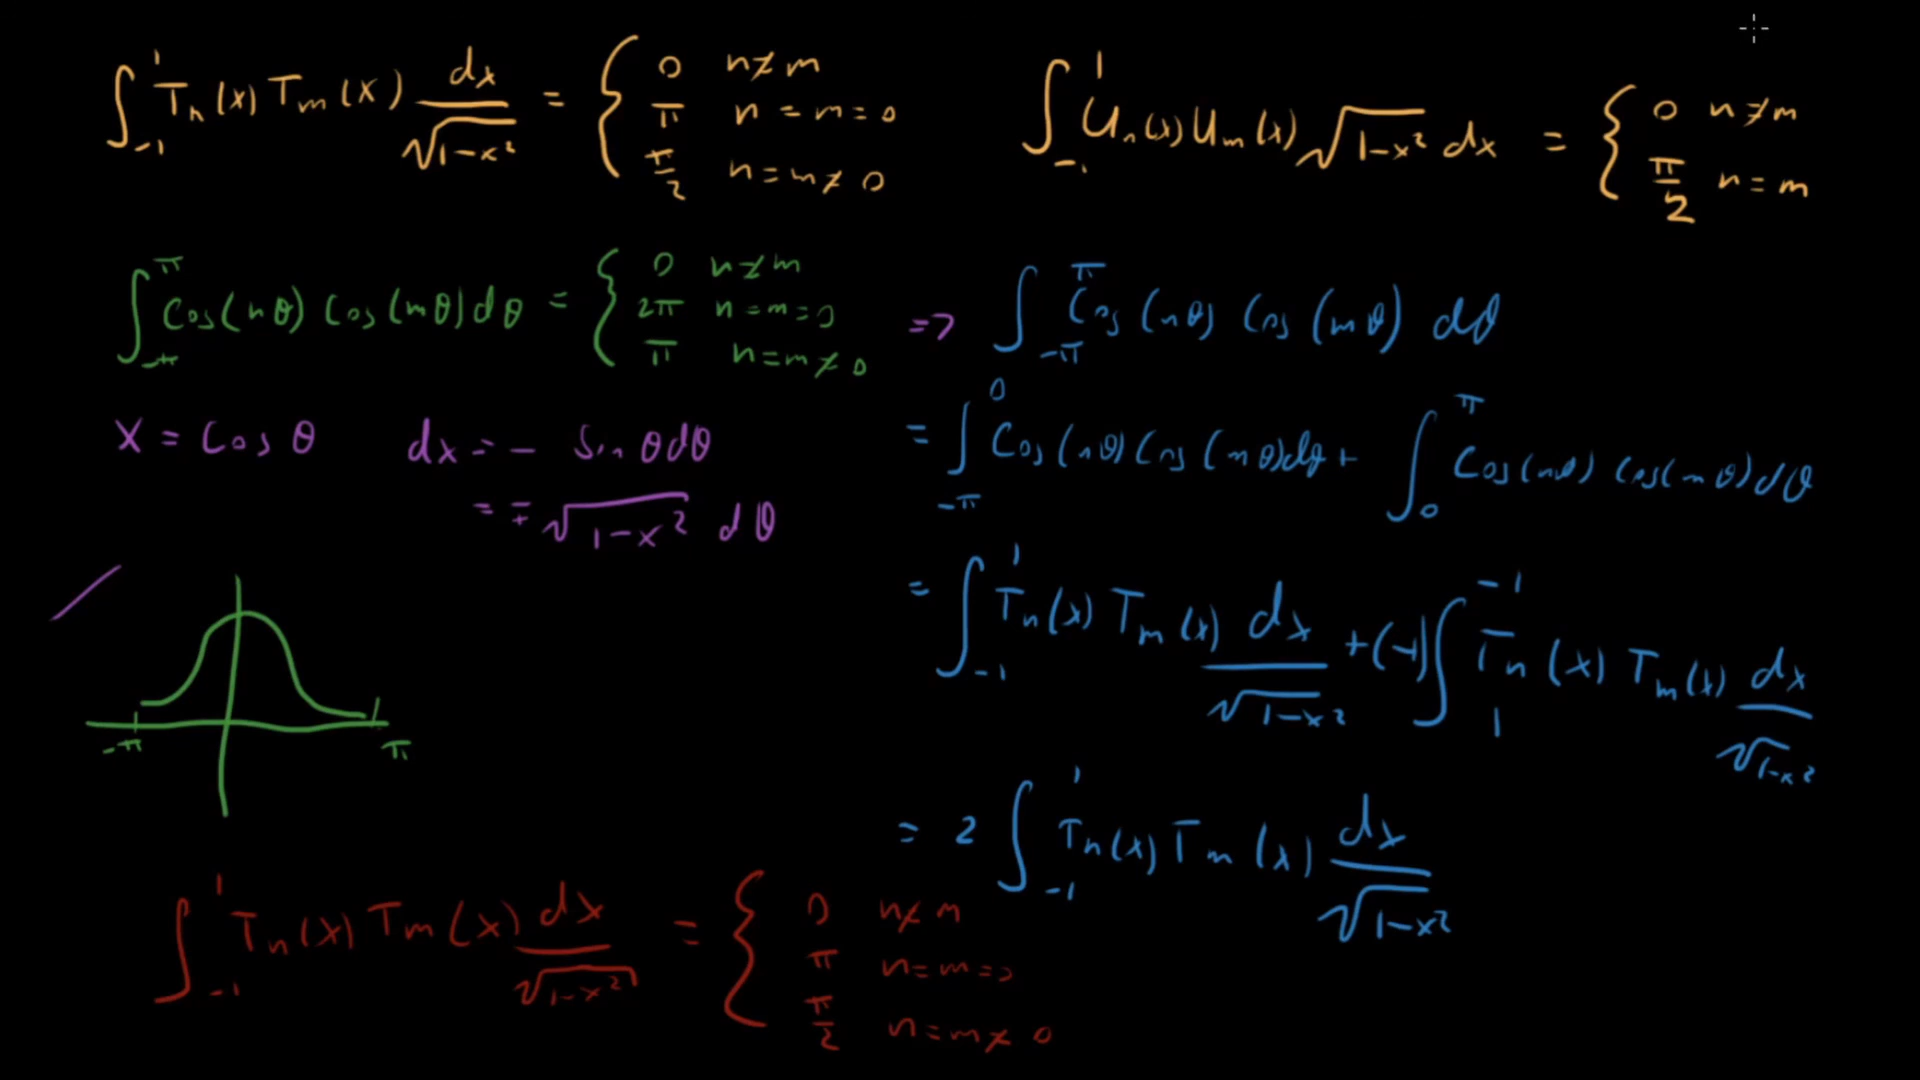 ∫_{-1}^{1} T_n(x) T_m(x) dx/√(1-x²) = { 0 n≠m
π n=m=0
π/2 n=m≠0
∫_{-1}^{1} U_n(x) U_m(x) √(1-x²) dx = { 0 n≠m
π/2 n=m
∫_{-π}^{π} Cos(nθ) Cos(mθ) dθ = { 0 n≠m
2π n=m=0
π n=m≠0
=> ∫_{-π}^{π} Cos(nθ) Cos(mθ) dθ
= ∫_{-π}^{0} Cos(nθ) Cos(mθ) dθ + ∫_{0}^{π} Cos(nθ) Cos(mθ) dθ
= ∫_{-1}^{1} T_n(x) T_m(x) dx/√(1-x²) + (-1) ∫_{1}^{-1} T_n(x) T_m(x) dx/√(1-x²)
= 2 ∫_{-1}^{1} T_n(x) T_m(x) dx/√(1-x²)
x = Cos θ dx = - Sin θ dθ
= ∓ √(1-x²) dθ
-π π
∫_{-1}^{1} T_n(x) T_m(x) dx/√(1-x²) = { 0 n≠m
π n=m=0
π/2 n=m≠0